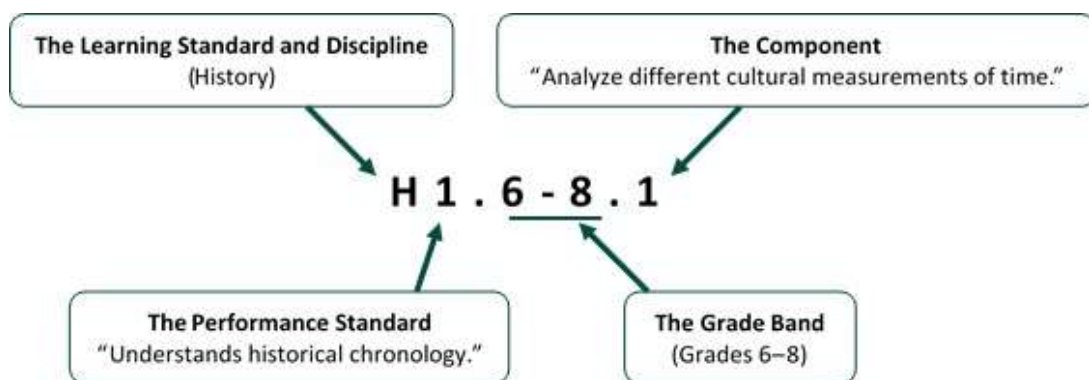 The Learning Standard and Discipline
(History)
The Component
“Analyze different cultural measurements of time.”
H 1 . 6 - 8 . 1
The Performance Standard
“Understands historical chronology.”
The Grade Band
(Grades 6–8)